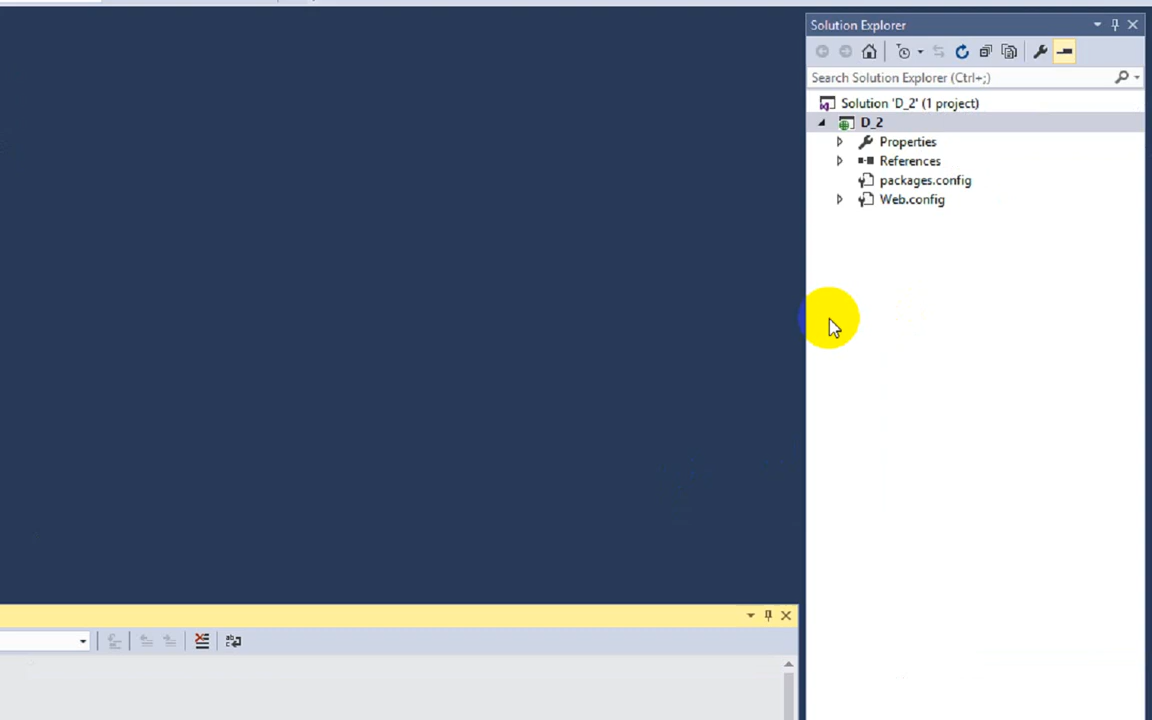 Solution Explorer
Search Solution Explorer (Ctrl+;)
Solution 'D_2' (1 project)
D_2
Properties
References
packages.config
Web.config